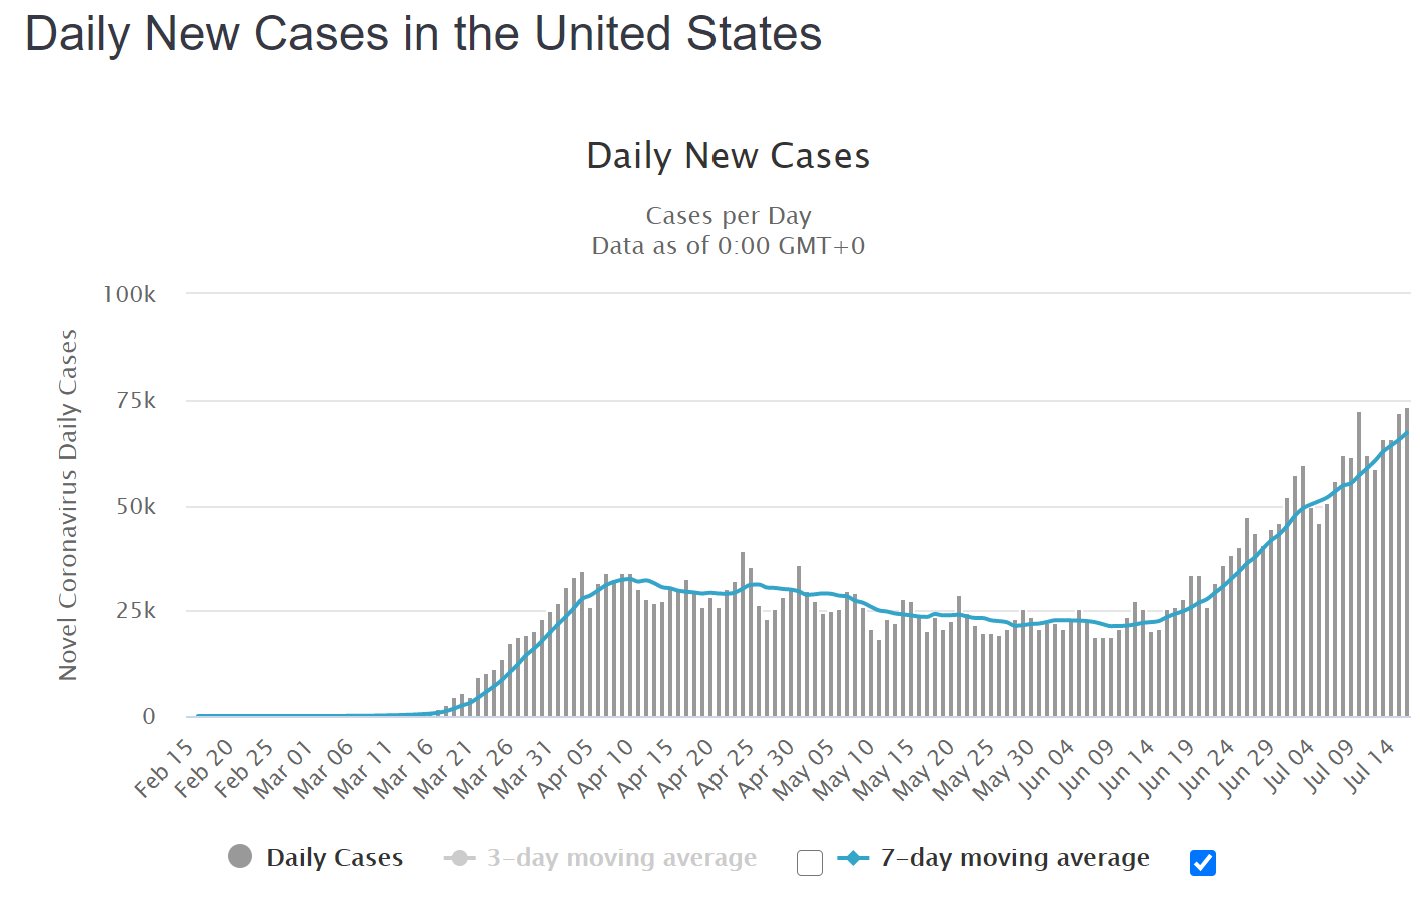 Daily New Cases in the United States
Daily New Cases
Cases per Day
Data as of 0:00 GMT+0
Novel Coronavirus Daily Cases
100k
75k
50k
25k
0
Feb 15
Feb 20
Feb 25
Mar 01
Mar 06
Mar 11
Mar 16
Mar 21
Mar 26
Mar 31
Apr 05
Apr 10
Apr 15
Apr 20
Apr 25
Apr 30
May 05
May 10
May 15
May 20
May 25
May 30
Jun 04
Jun 09
Jun 14
Jun 19
Jun 24
Jun 29
Jul 04
Jul 09
Jul 14
Daily Cases
3-day moving average
7-day moving average